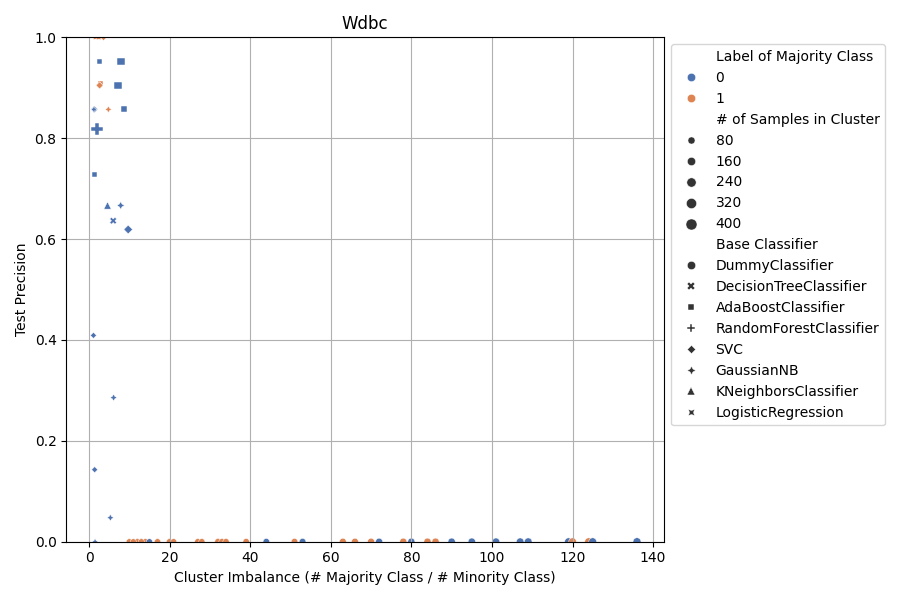 Wdbc
1.0
0.8
0.6
0.4
0.2
0.0
Test Precision
0 20 40 60 80 100 120 140
Cluster Imbalance (# Majority Class / # Minority Class)
Label of Majority Class
0
1
# of Samples in Cluster
80
160
240
320
400
Base Classifier
DummyClassifier
DecisionTreeClassifier
AdaBoostClassifier
RandomForestClassifier
SVC
GaussianNB
KNeighborsClassifier
LogisticRegression